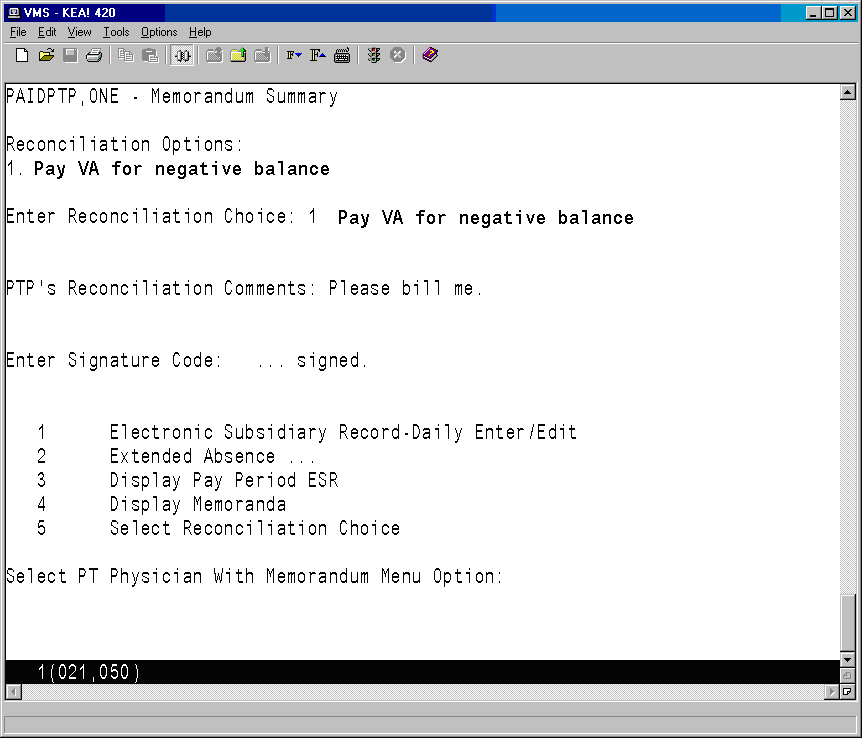 VMS - KEA! 420
File Edit View Tools Options Help
PAIDPTP,ONE - Memorandum Summary
Reconciliation Options:
1. Pay VA for negative balance
Enter Reconciliation Choice: 1 Pay VA for negative balance
PTP's Reconciliation Comments: Please bill me.
Enter Signature Code: ... signed.
1 Electronic Subsidiary Record-Daily Enter/Edit
2 Extended Absence ...
3 Display Pay Period ESR
4 Display Memoranda
5 Select Reconciliation Choice
Select PT Physician With Memorandum Menu Option:
1(021,050)